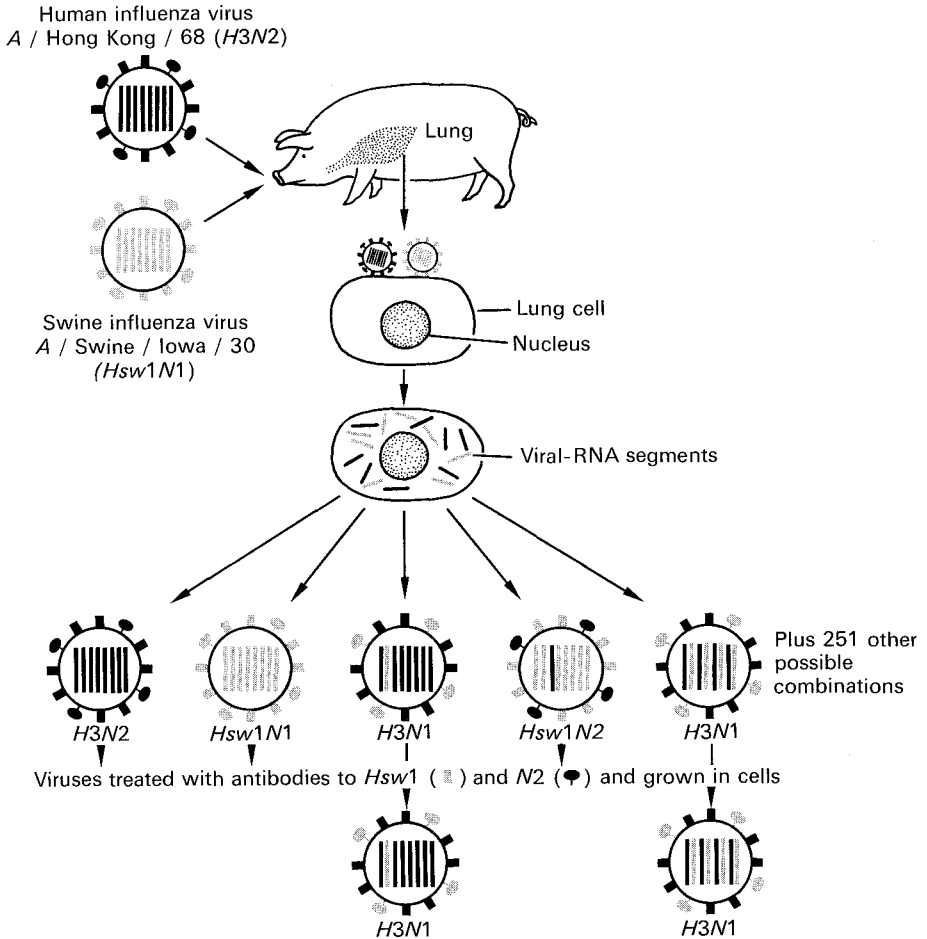 Human influenza virus
A / Hong Kong / 68 (H3N2)
Lung
Swine influenza virus
A / Swine / Iowa / 30
(Hsw1N1)
Lung cell
Nucleus
Viral-RNA segments
Plus 251 other
possible
combinations
H3N2
Hsw1N1
H3N1
Hsw1N2
H3N1
Viruses treated with antibodies to Hsw1 ( ) and N2 ( ) and grown in cells
H3N1
H3N1